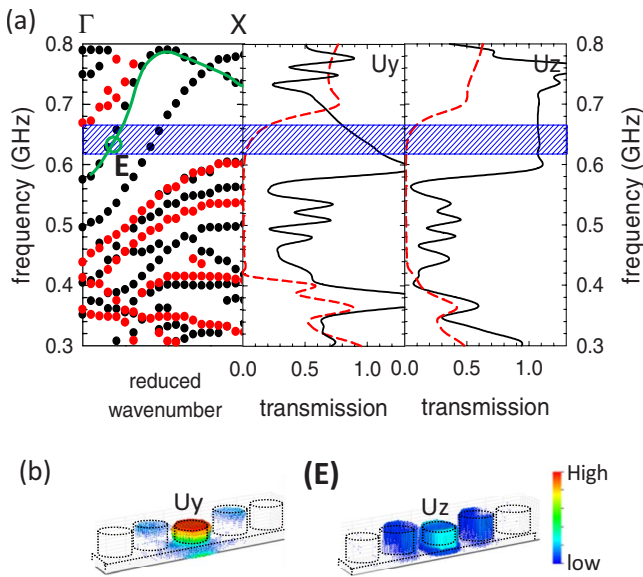 (a)
Γ X
0.8 Uy Uz 0.8
0.7 0.7
0.6 E 0.6
0.5 0.5
0.4 0.4
0.3 0.3
frequency (GHz) frequency (GHz)
0.0 0.5 1.0 0.0 0.5 1.0
reduced
wavenumber transmission transmission
(b) (E) High
Uy Uz
low